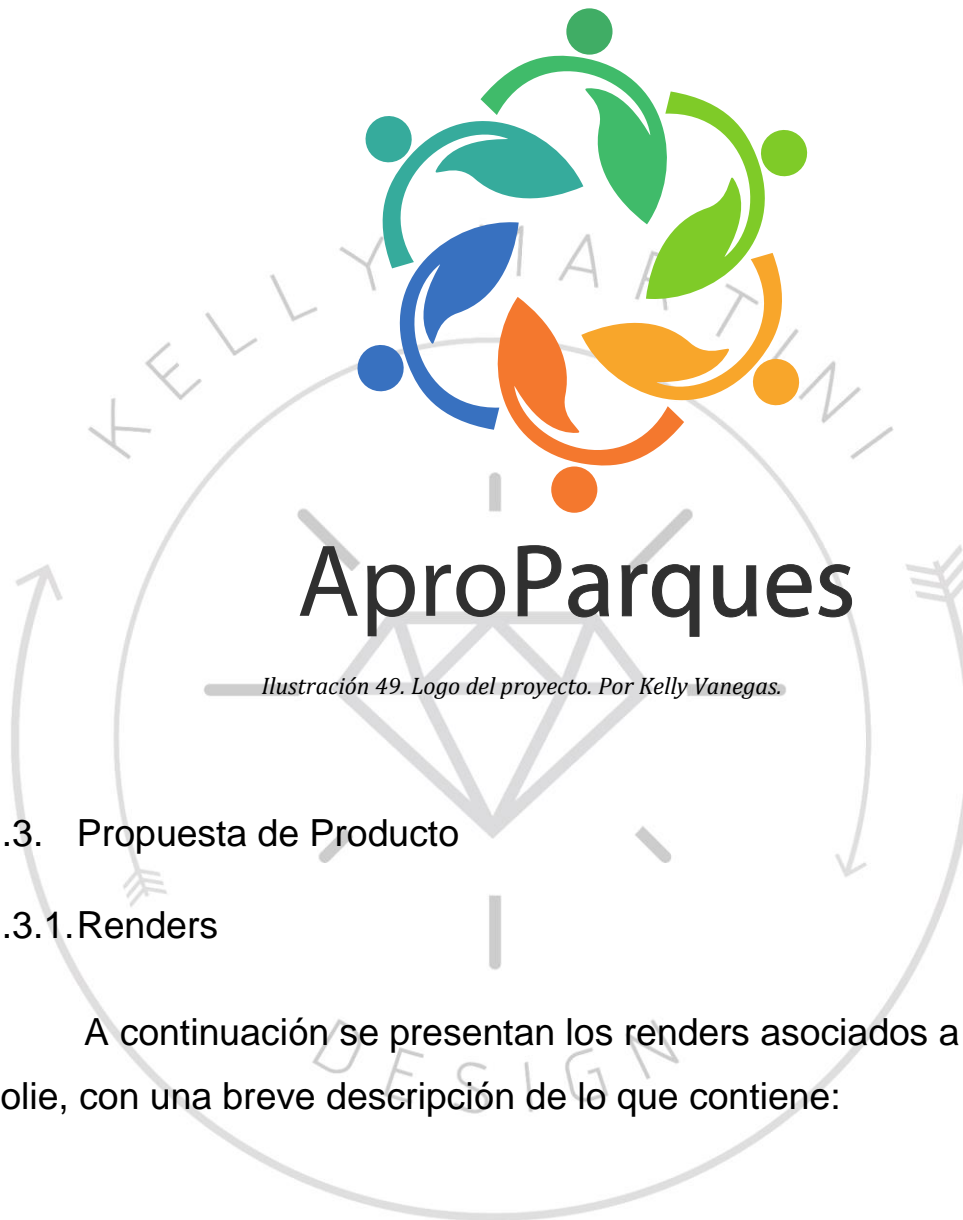 KELLY MARTINI
AproParques
Ilustración 49. Logo del proyecto. Por Kelly Vanegas.
.3. Propuesta de Producto
.3.1. Renders
A continuación se presentan los renders asociados a
olie, con una breve descripción de lo que contiene:
DESIGN